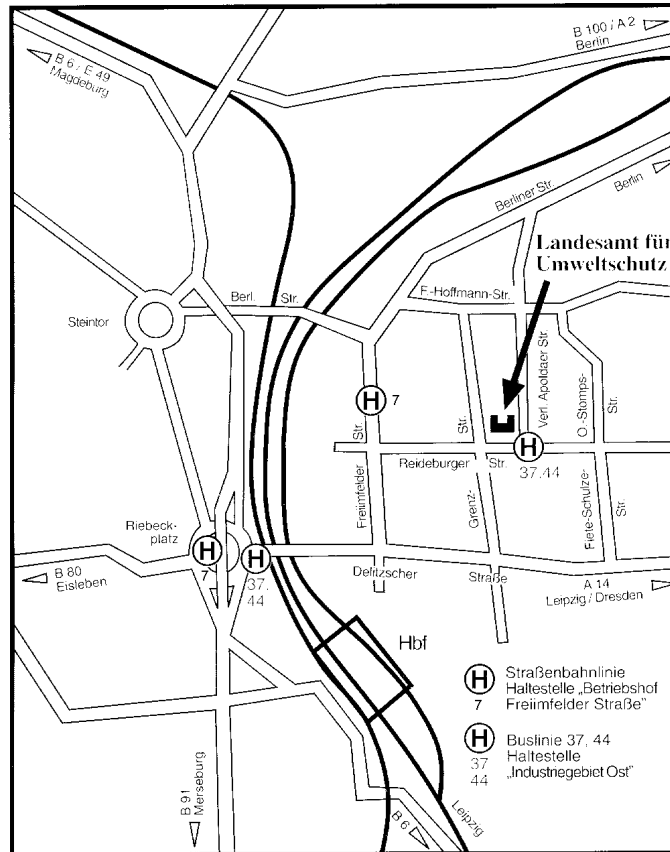 B 100 / A 2
Berlin
B 6 / E 49
Magdeburg
Berliner Str.
Berlin
Landesamt für
Umweltschutz
F.-Hoffmann-Str.
Berl. Str.
Steintor
Verl. Apoldaer Str.
O.-Stomps-
Str.
H 7
Str.
Freiimfelder
Str.
Grenz-
Reideburger Str.
H
37.44
Fiete-Schulze-
Str.
Riebeck-
platz
H
7
H
37.
44
B 80
Eisleben
Delitzscher Straße
A 14
Leipzig / Dresden
Hbf
H
7
Straßenbahnlinie
Haltestelle „Betriebshof
Freiimfelder Straße"
H
37
44
Buslinie 37, 44
Haltestelle
„Industriegebiet Ost"
B 91
Merseburg
B 6
Leipzig